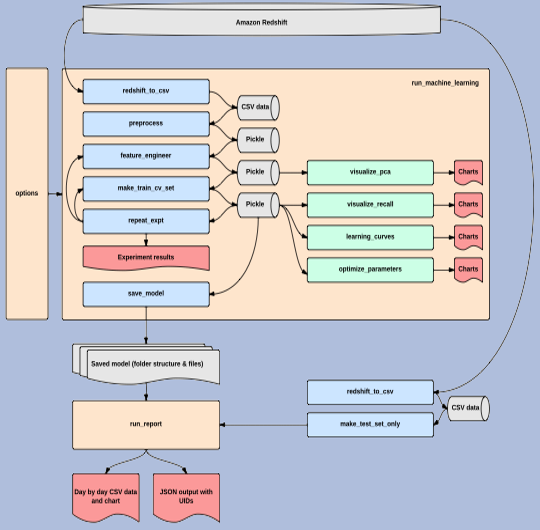 Amazon Redshift
run_machine_learning
options
redshift_to_csv
CSV data
preprocess
Pickle
feature_engineer
Pickle
visualize_pca
Charts
make_train_cv_set
Pickle
visualize_recall
Charts
repeat_expt
learning_curves
Charts
Experiment results
optimize_parameters
Charts
save_model
Saved model (folder structure & files)
redshift_to_csv
CSV data
run_report
make_test_set_only
Day by day CSV data
and chart
JSON output with
UIDs